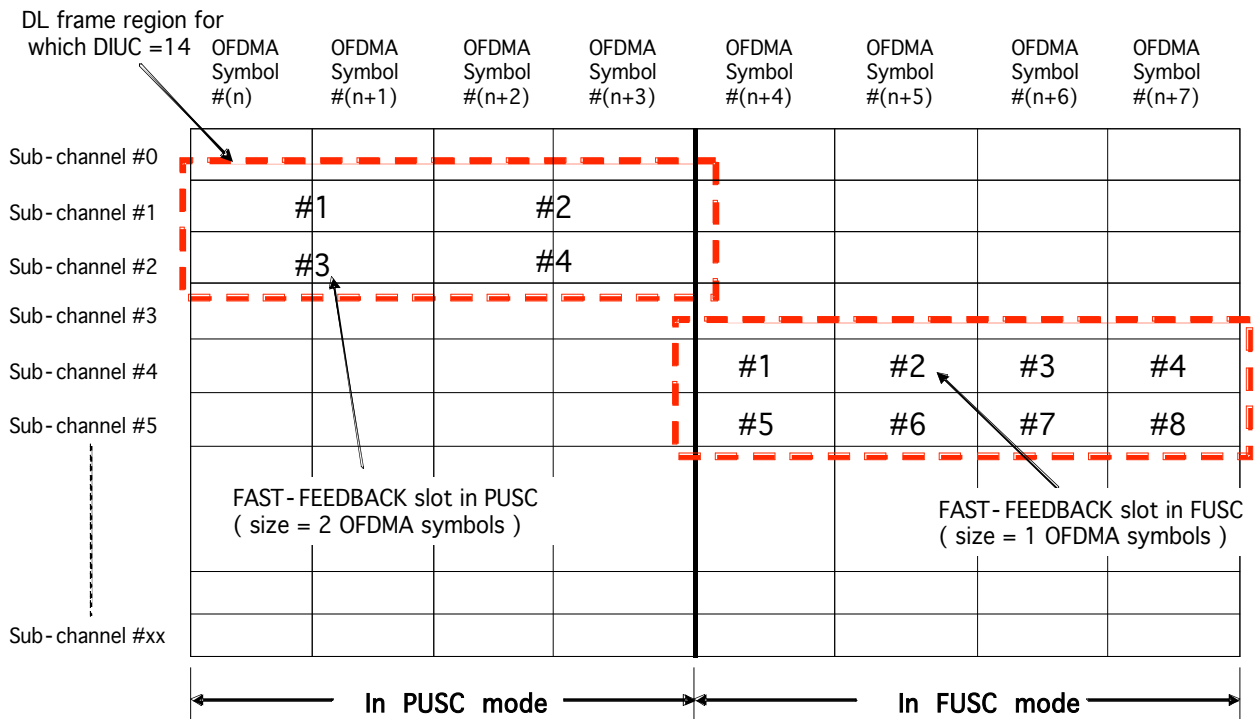 DL frame region for
which DIUC =14
OFDMA Symbol #(n)
OFDMA Symbol #(n+1)
OFDMA Symbol #(n+2)
OFDMA Symbol #(n+3)
OFDMA Symbol #(n+4)
OFDMA Symbol #(n+5)
OFDMA Symbol #(n+6)
OFDMA Symbol #(n+7)
Sub-channel #0
Sub-channel #1
#1 #2
Sub-channel #2
#3 #4
Sub-channel #3
Sub-channel #4
#1 #2 #3 #4
Sub-channel #5
#5 #6 #7 #8
FAST-FEEDBACK slot in PUSC
( size = 2 OFDMA symbols )
FAST-FEEDBACK slot in FUSC
( size = 1 OFDMA symbols )
Sub-channel #xx
In PUSC mode
In FUSC mode